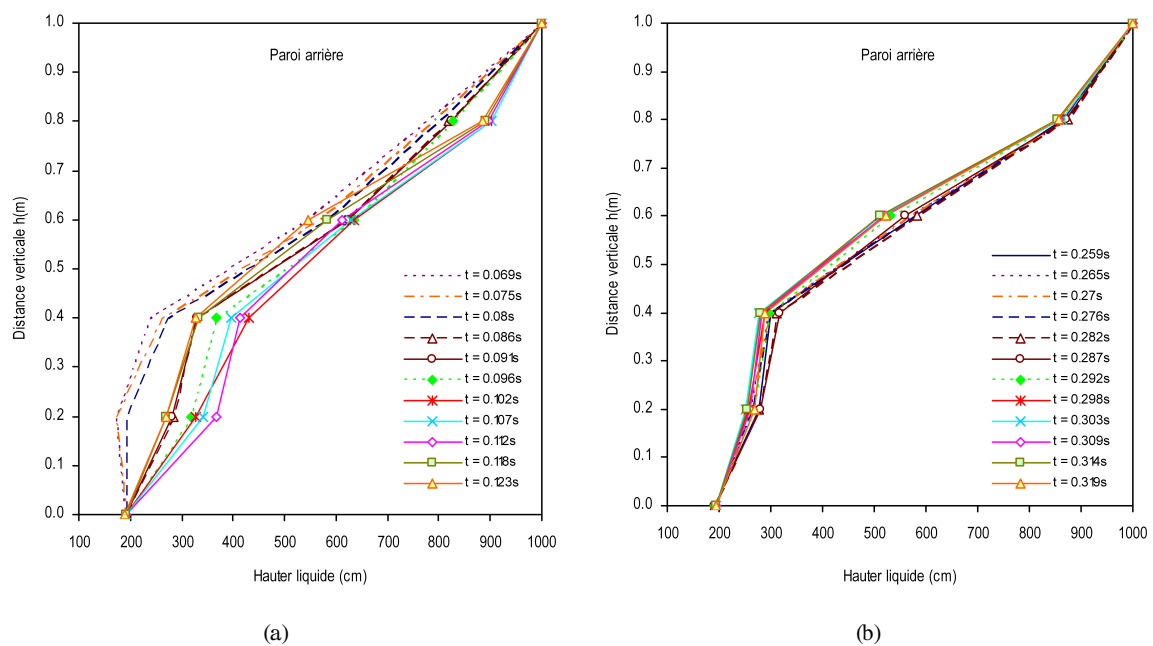 (a)
Paroi arrière
Distance verticale h(m)
1.0
0.9
0.8
0.7
0.6
0.5
0.4
0.3
0.2
0.1
0.0
100 200 300 400 500 600 700 800 900 1000
Hauter liquide (cm)
t = 0.069s
t = 0.075s
t = 0.08s
t = 0.086s
t = 0.091s
t = 0.096s
t = 0.102s
t = 0.107s
t = 0.112s
t = 0.118s
t = 0.123s
(b)
Paroi arrière
Distance verticale h(m)
1.0
0.9
0.8
0.7
0.6
0.5
0.4
0.3
0.2
0.1
0.0
100 200 300 400 500 600 700 800 900 1000
Hauter liquide (cm)
t = 0.259s
t = 0.265s
t = 0.27s
t = 0.276s
t = 0.282s
t = 0.287s
t = 0.292s
t = 0.298s
t = 0.303s
t = 0.309s
t = 0.314s
t = 0.319s